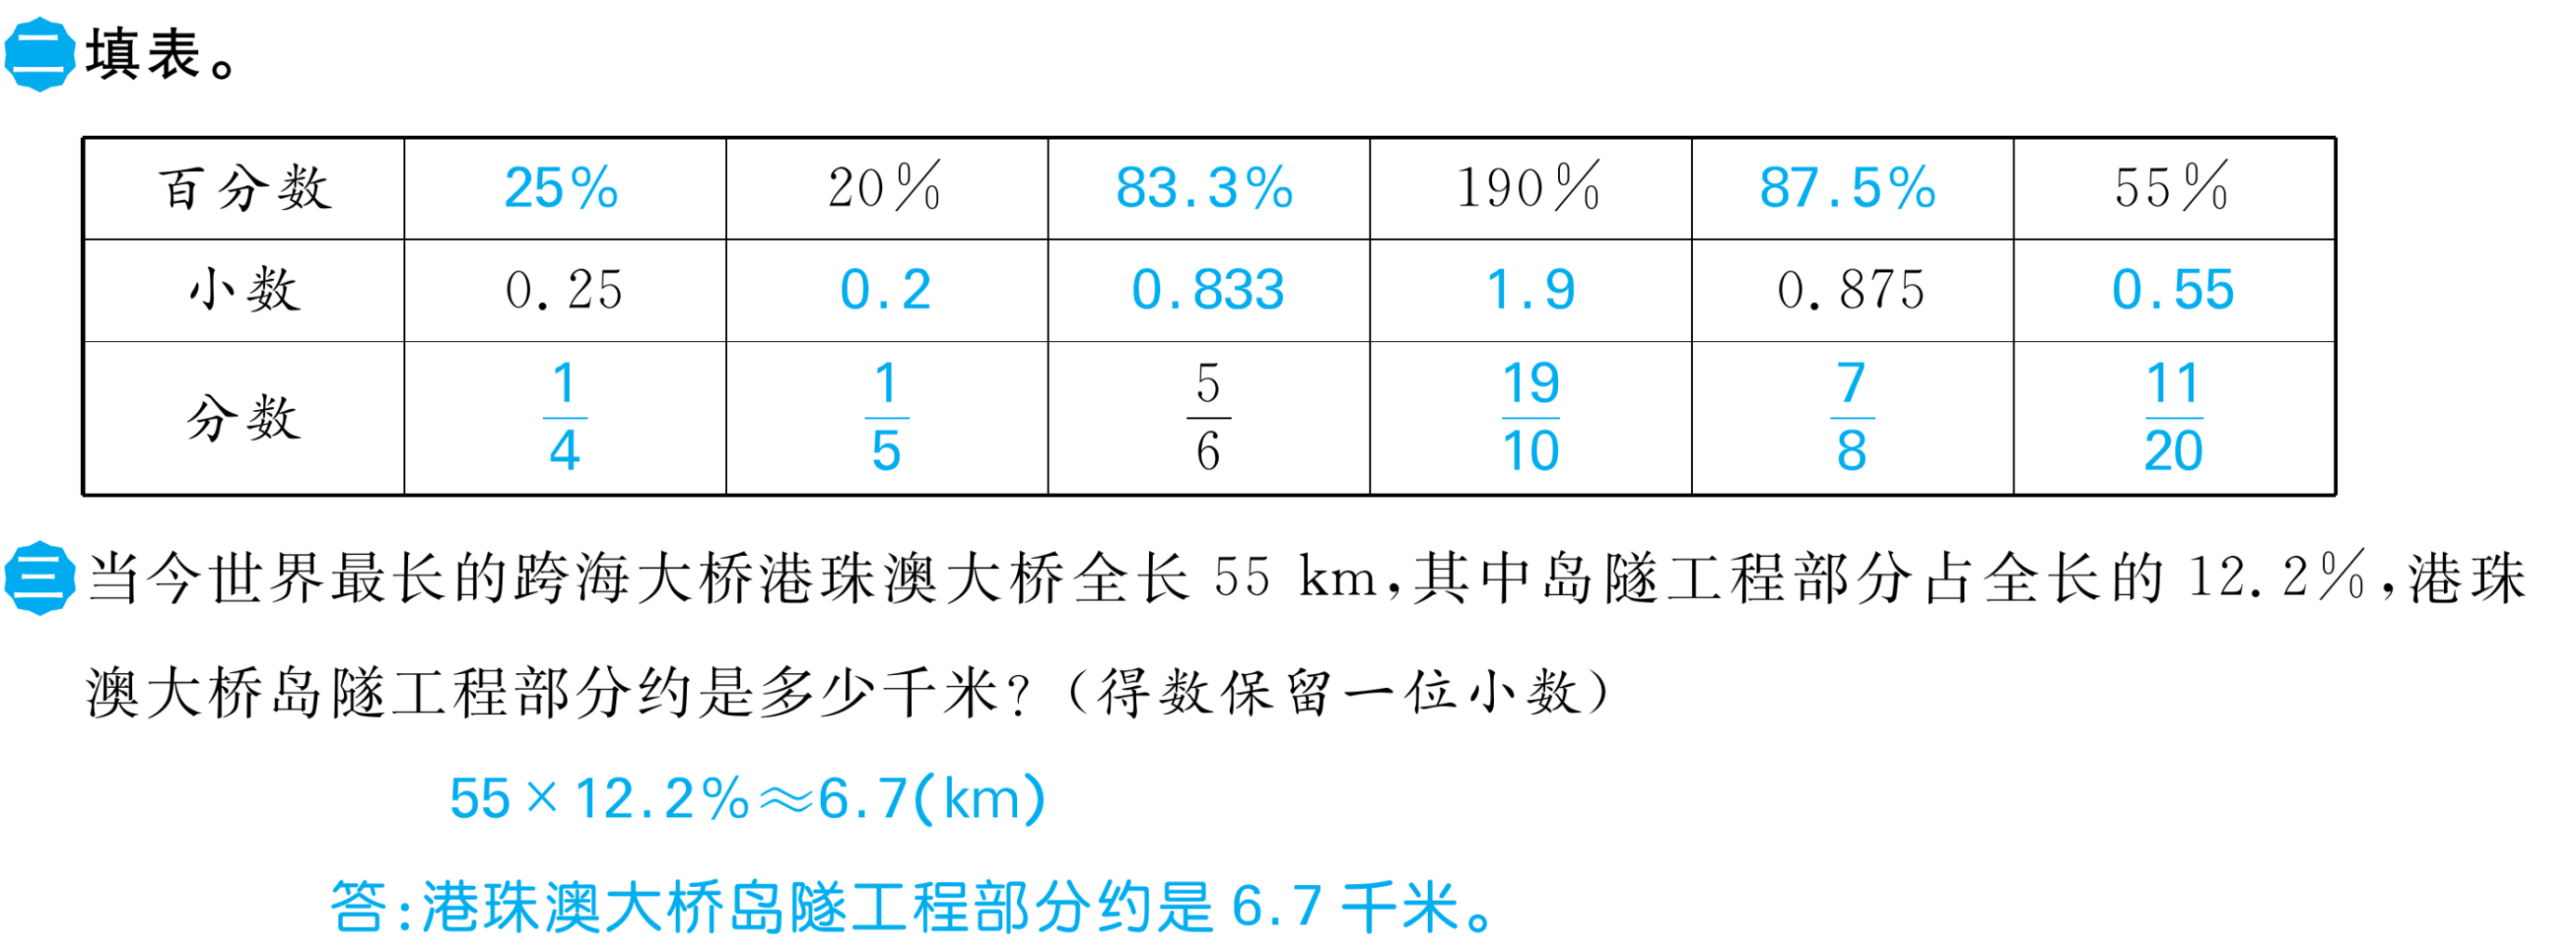 二 填表。
百分数 25% 20% 83.3% 190% 87.5% 55%
小数 0.25 0.2 0.833 1.9 0.875 0.55
分数 1/4 1/5 5/6 19/10 7/8 11/20
三 当今世界最长的跨海大桥港珠澳大桥全长 55 km,其中岛隧工程部分占全长的 12.2%,港珠
澳大桥岛隧工程部分约是多少千米?(得数保留一位小数)
55×12.2%≈6.7(km)
答:港珠澳大桥岛隧工程部分约是 6.7 千米。